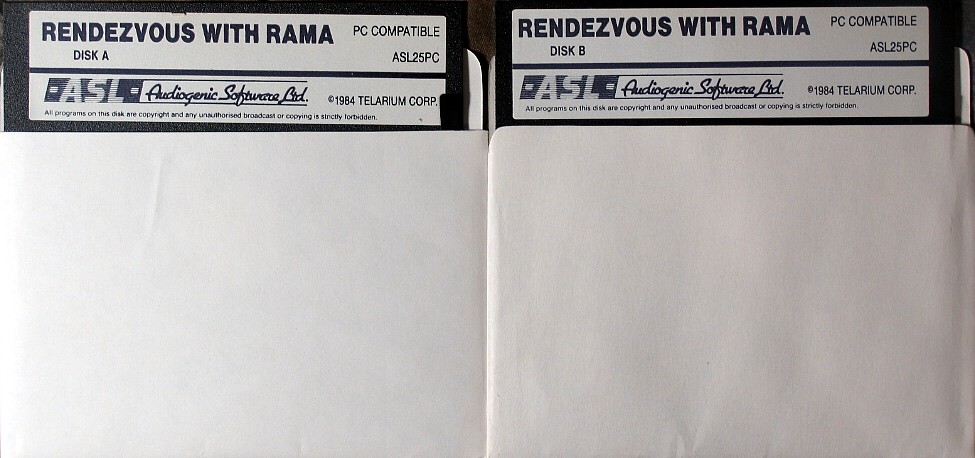 RENDEZVOUS WITH RAMA PC COMPATIBLE
DISK A ASL25PC
ASL Audiogenic Software Ltd. ©1984 TELARIUM CORP.
All programs on this disk are copyright and any unauthorised broadcast or copying is strictly forbidden.
RENDEZVOUS WITH RAMA PC COMPATIBLE
DISK B ASL25PC
ASL Audiogenic Software Ltd. ©1984 TELARIUM CORP.
All programs on this disk are copyright and any unauthorised broadcast or copying is strictly forbidden.